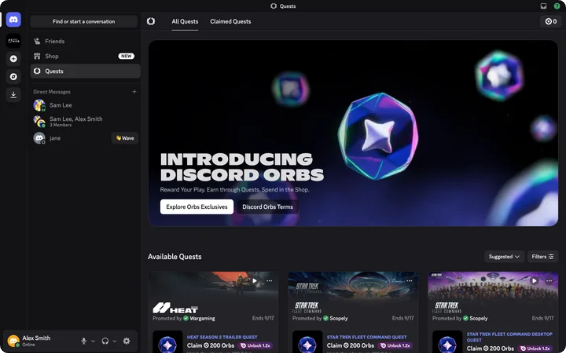 Quests
Find or start a conversation
Friends
Shop
NEW
Quests
Direct Messages
Sam Lee
Sam Lee, Alex Smith
3 Members
jane
👋 Wave
Alex Smith
Online
All Quests
Claimed Quests
0
INTRODUCING
DISCORD ORBS
Reward Your Play. Earn through Quests. Spend in the Shop.
Explore Orbs Exclusives
Discord Orbs Terms
Available Quests
Suggested
Filters
HEAT
Promoted by Wargaming
Ends 9/17
HEAT SEASON 2 TRAILER QUEST
Claim 200 Orbs
Unlock 1.2x
STAR TREK
FLEET COMMAND
STAR TREK
FLEET COMMAND
Promoted by Scopely
Ends 9/17
STAR TREK FLEET COMMAND QUEST
Claim 200 Orbs
Unlock 1.2x
STAR TREK
FLEET COMMAND
Promoted by Scopely
Ends 9/17
STAR TREK FLEET COMMAND DESKTOP
QUEST
Claim 200 Orbs
Unlock 1.2x